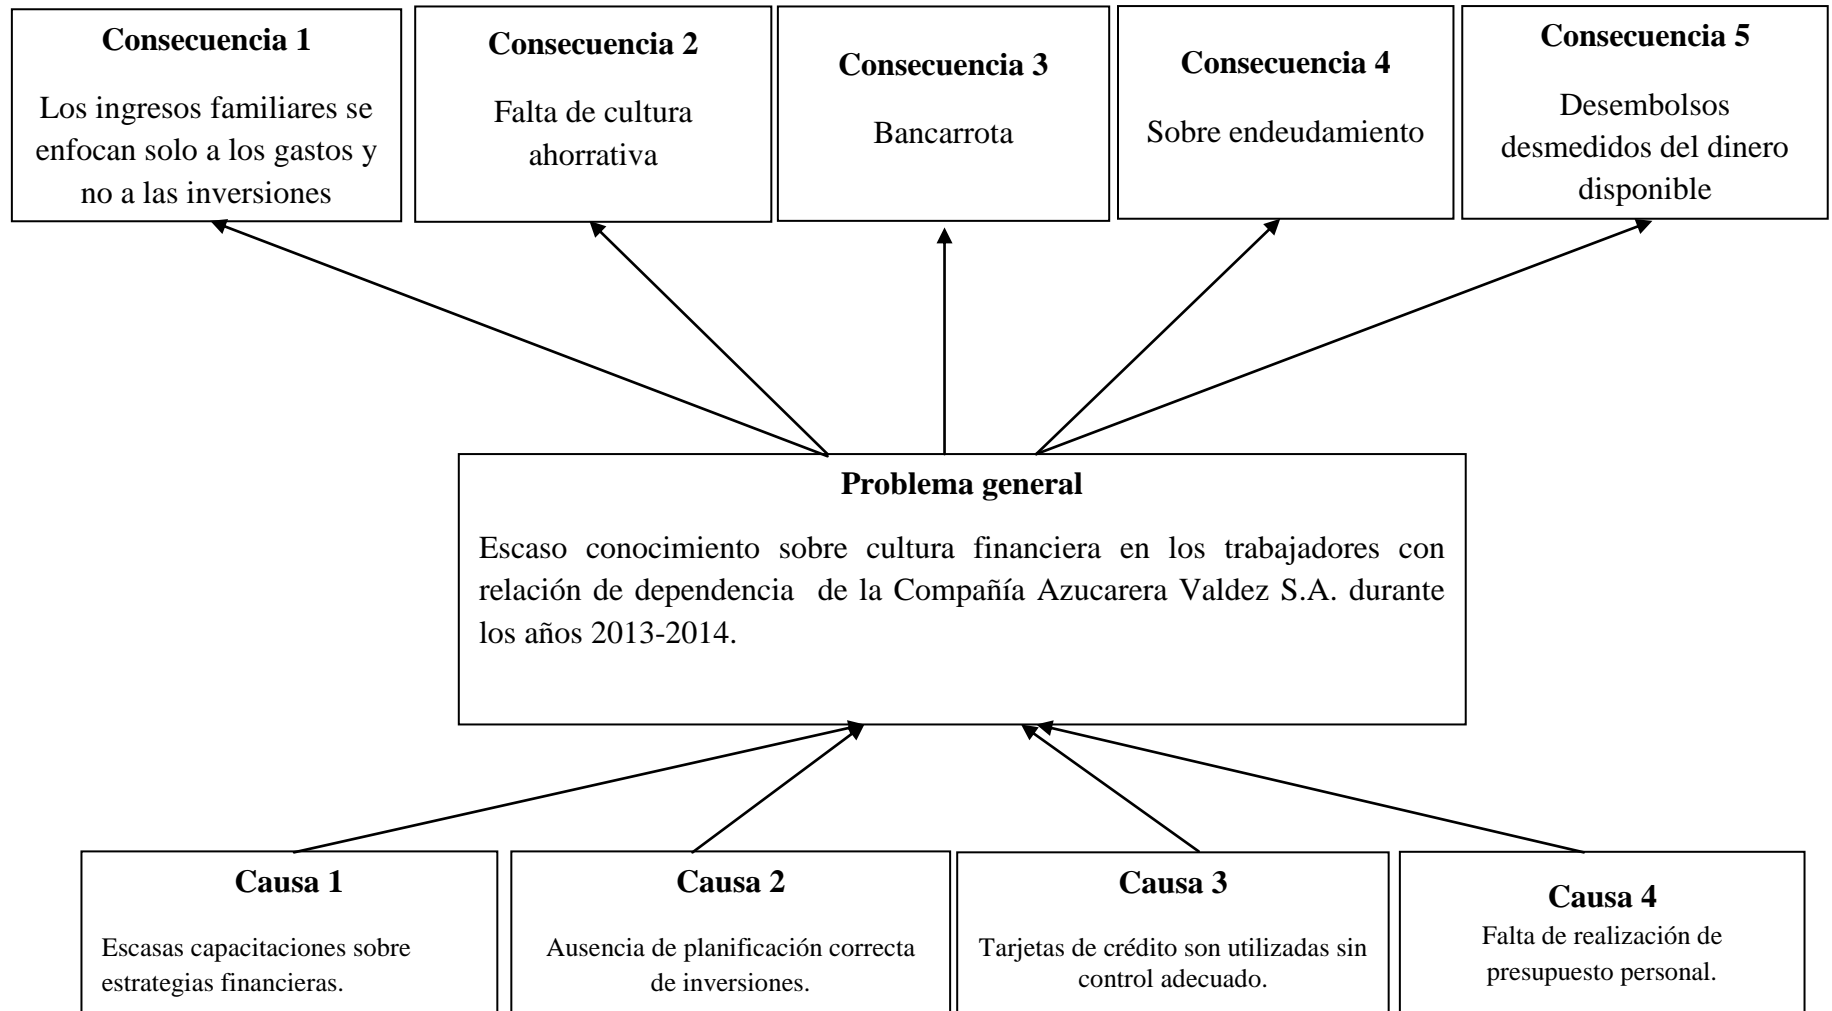 Consecuencia 1
Los ingresos familiares se
enfocan solo a los gastos y
no a las inversiones
Consecuencia 2
Falta de cultura
ahorrativa
Consecuencia 3
Bancarrota
Consecuencia 4
Sobre endeudamiento
Consecuencia 5
Desembolsos
desmedidos del dinero
disponible
Problema general
Escaso conocimiento sobre cultura financiera en los trabajadores con
relación de dependencia de la Compañía Azucarera Valdez S.A. durante
los años 2013-2014.
Causa 1
Escasas capacitaciones sobre
estrategias financieras.
Causa 2
Ausencia de planificación correcta
de inversiones.
Causa 3
Tarjetas de crédito son utilizadas sin
control adecuado.
Causa 4
Falta de realización de
presupuesto personal.